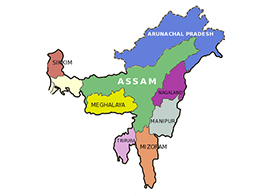 ARUNACHAL PRADESH
SIKKIM
ASSAM
NAGALAND
MEGHALAYA
MANIPUR
TRIPURA
MIZORAM